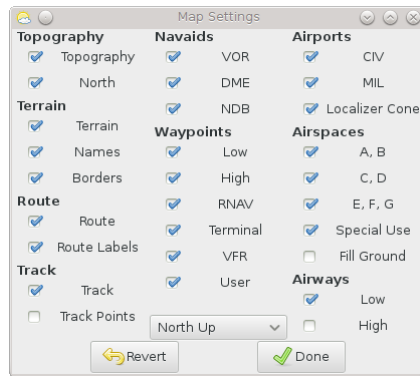 Map Settings
Topography
Topography
North
Terrain
Terrain
Names
Borders
Route
Route
Route Labels
Track
Track
Track Points
Navaids
VOR
DME
NDB
Waypoints
Low
High
RNAV
Terminal
VFR
User
North Up
Airports
CIV
MIL
Localizer Cone
Airspaces
A, B
C, D
E, F, G
Special Use
Fill Ground
Airways
Low
High
Revert
Done